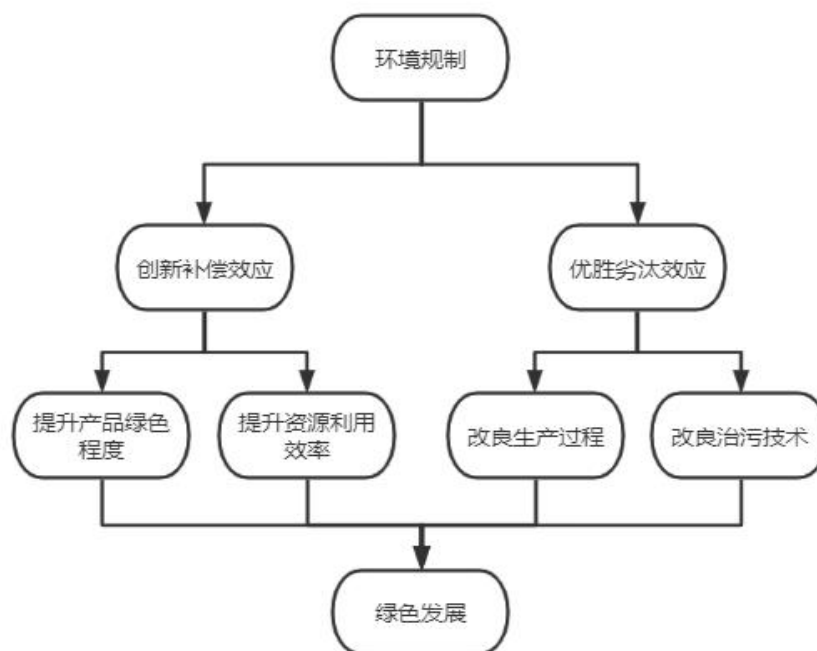 环境规制
创新补偿效应
优胜劣汰效应
提升产品绿色
程度
提升资源利用
效率
改良生产过程
改良治污技术
绿色发展